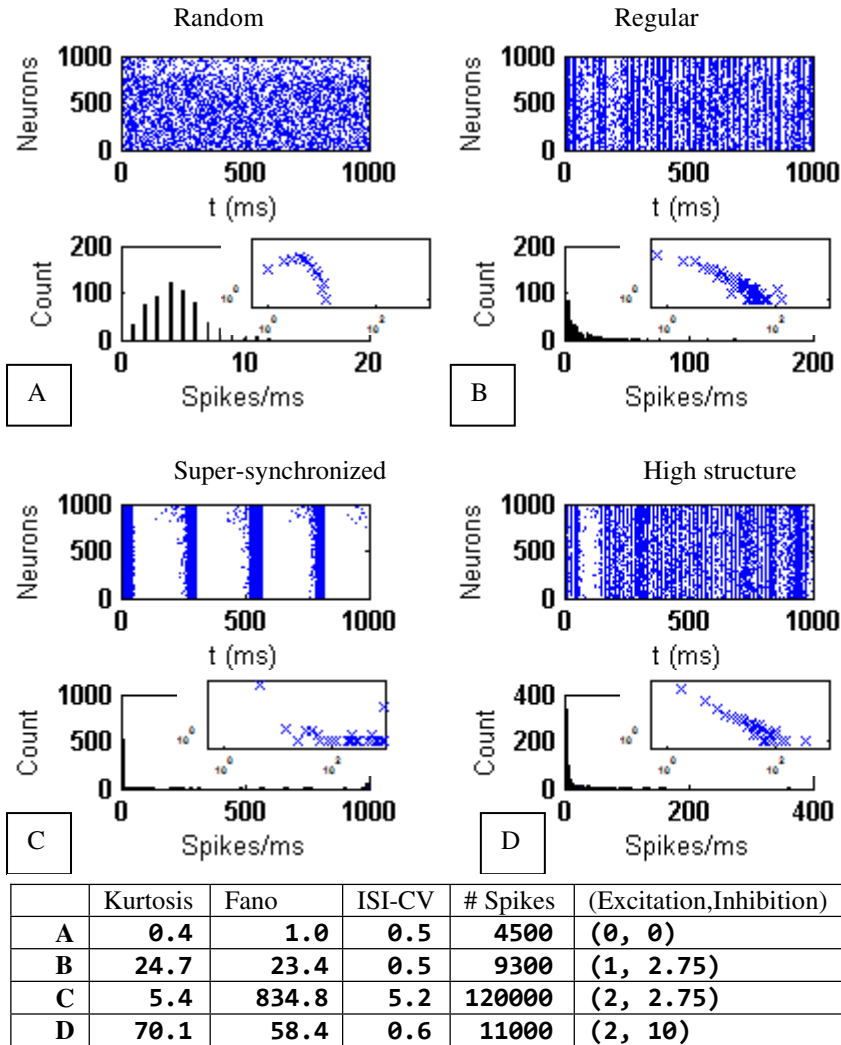 Random Regular
1000 1000
Neurons 500 Neurons 500
0 0
0 500 1000 0 500 1000
t (ms) t (ms)
200 200
Count 100 10^0 Count 100 10^0
10^0 10^2 10^0 10^2
0 0
0 10 20 0 100 200
A Spikes/ms B Spikes/ms
Super-synchronized High structure
1000 1000
Neurons 500 Neurons 500
0 0
0 500 1000 0 500 1000
t (ms) t (ms)
1000 400
Count 500 10^0 Count 200 10^0
10^0 10^2 10^0 10^2
0 0
0 500 1000 0 200 400
C Spikes/ms D Spikes/ms
Kurtosis Fano ISI-CV # Spikes (Excitation,Inhibition)
A 0.4 1.0 0.5 4500 (0, 0)
B 24.7 23.4 0.5 9300 (1, 2.75)
C 5.4 834.8 5.2 120000 (2, 2.75)
D 70.1 58.4 0.6 11000 (2, 10)